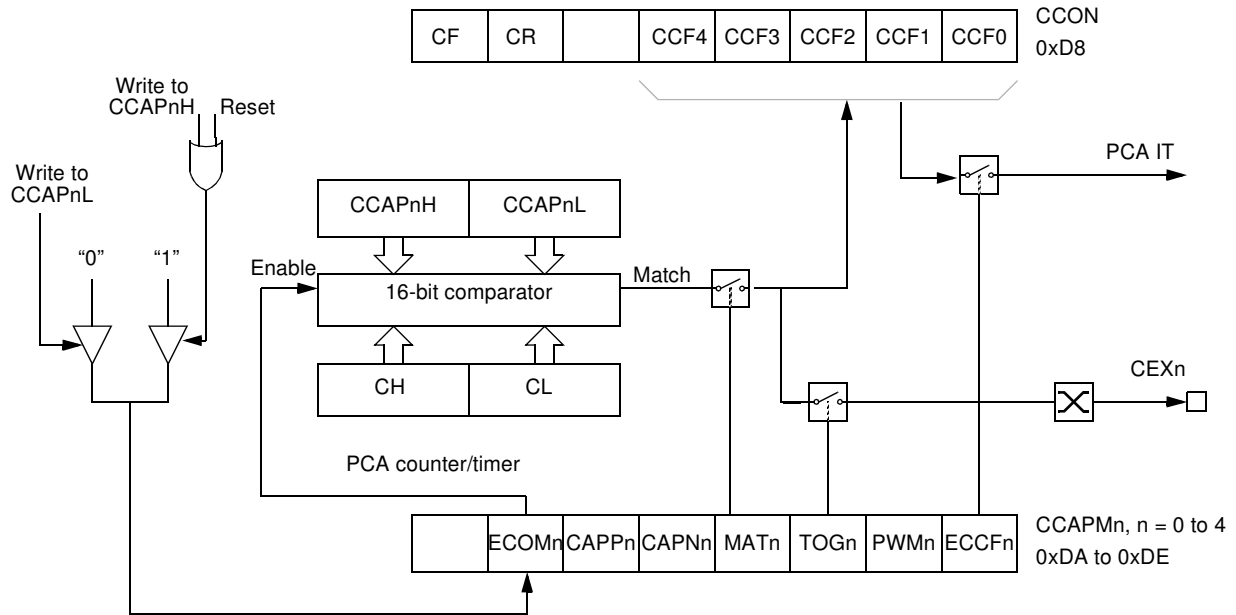 CF CR CCF4 CCF3 CCF2 CCF1 CCF0
CCON
0xD8
Write to
CCAPnH Reset
Write to
CCAPnL
PCA IT
CCAPnH CCAPnL
“0” “1”
Enable
16-bit comparator
Match
CH CL
CEXn
PCA counter/timer
ECOMn CAPPn CAPNn MATn TOGn PWMn ECCFn
CCAPMn, n = 0 to 4
0xDA to 0xDE